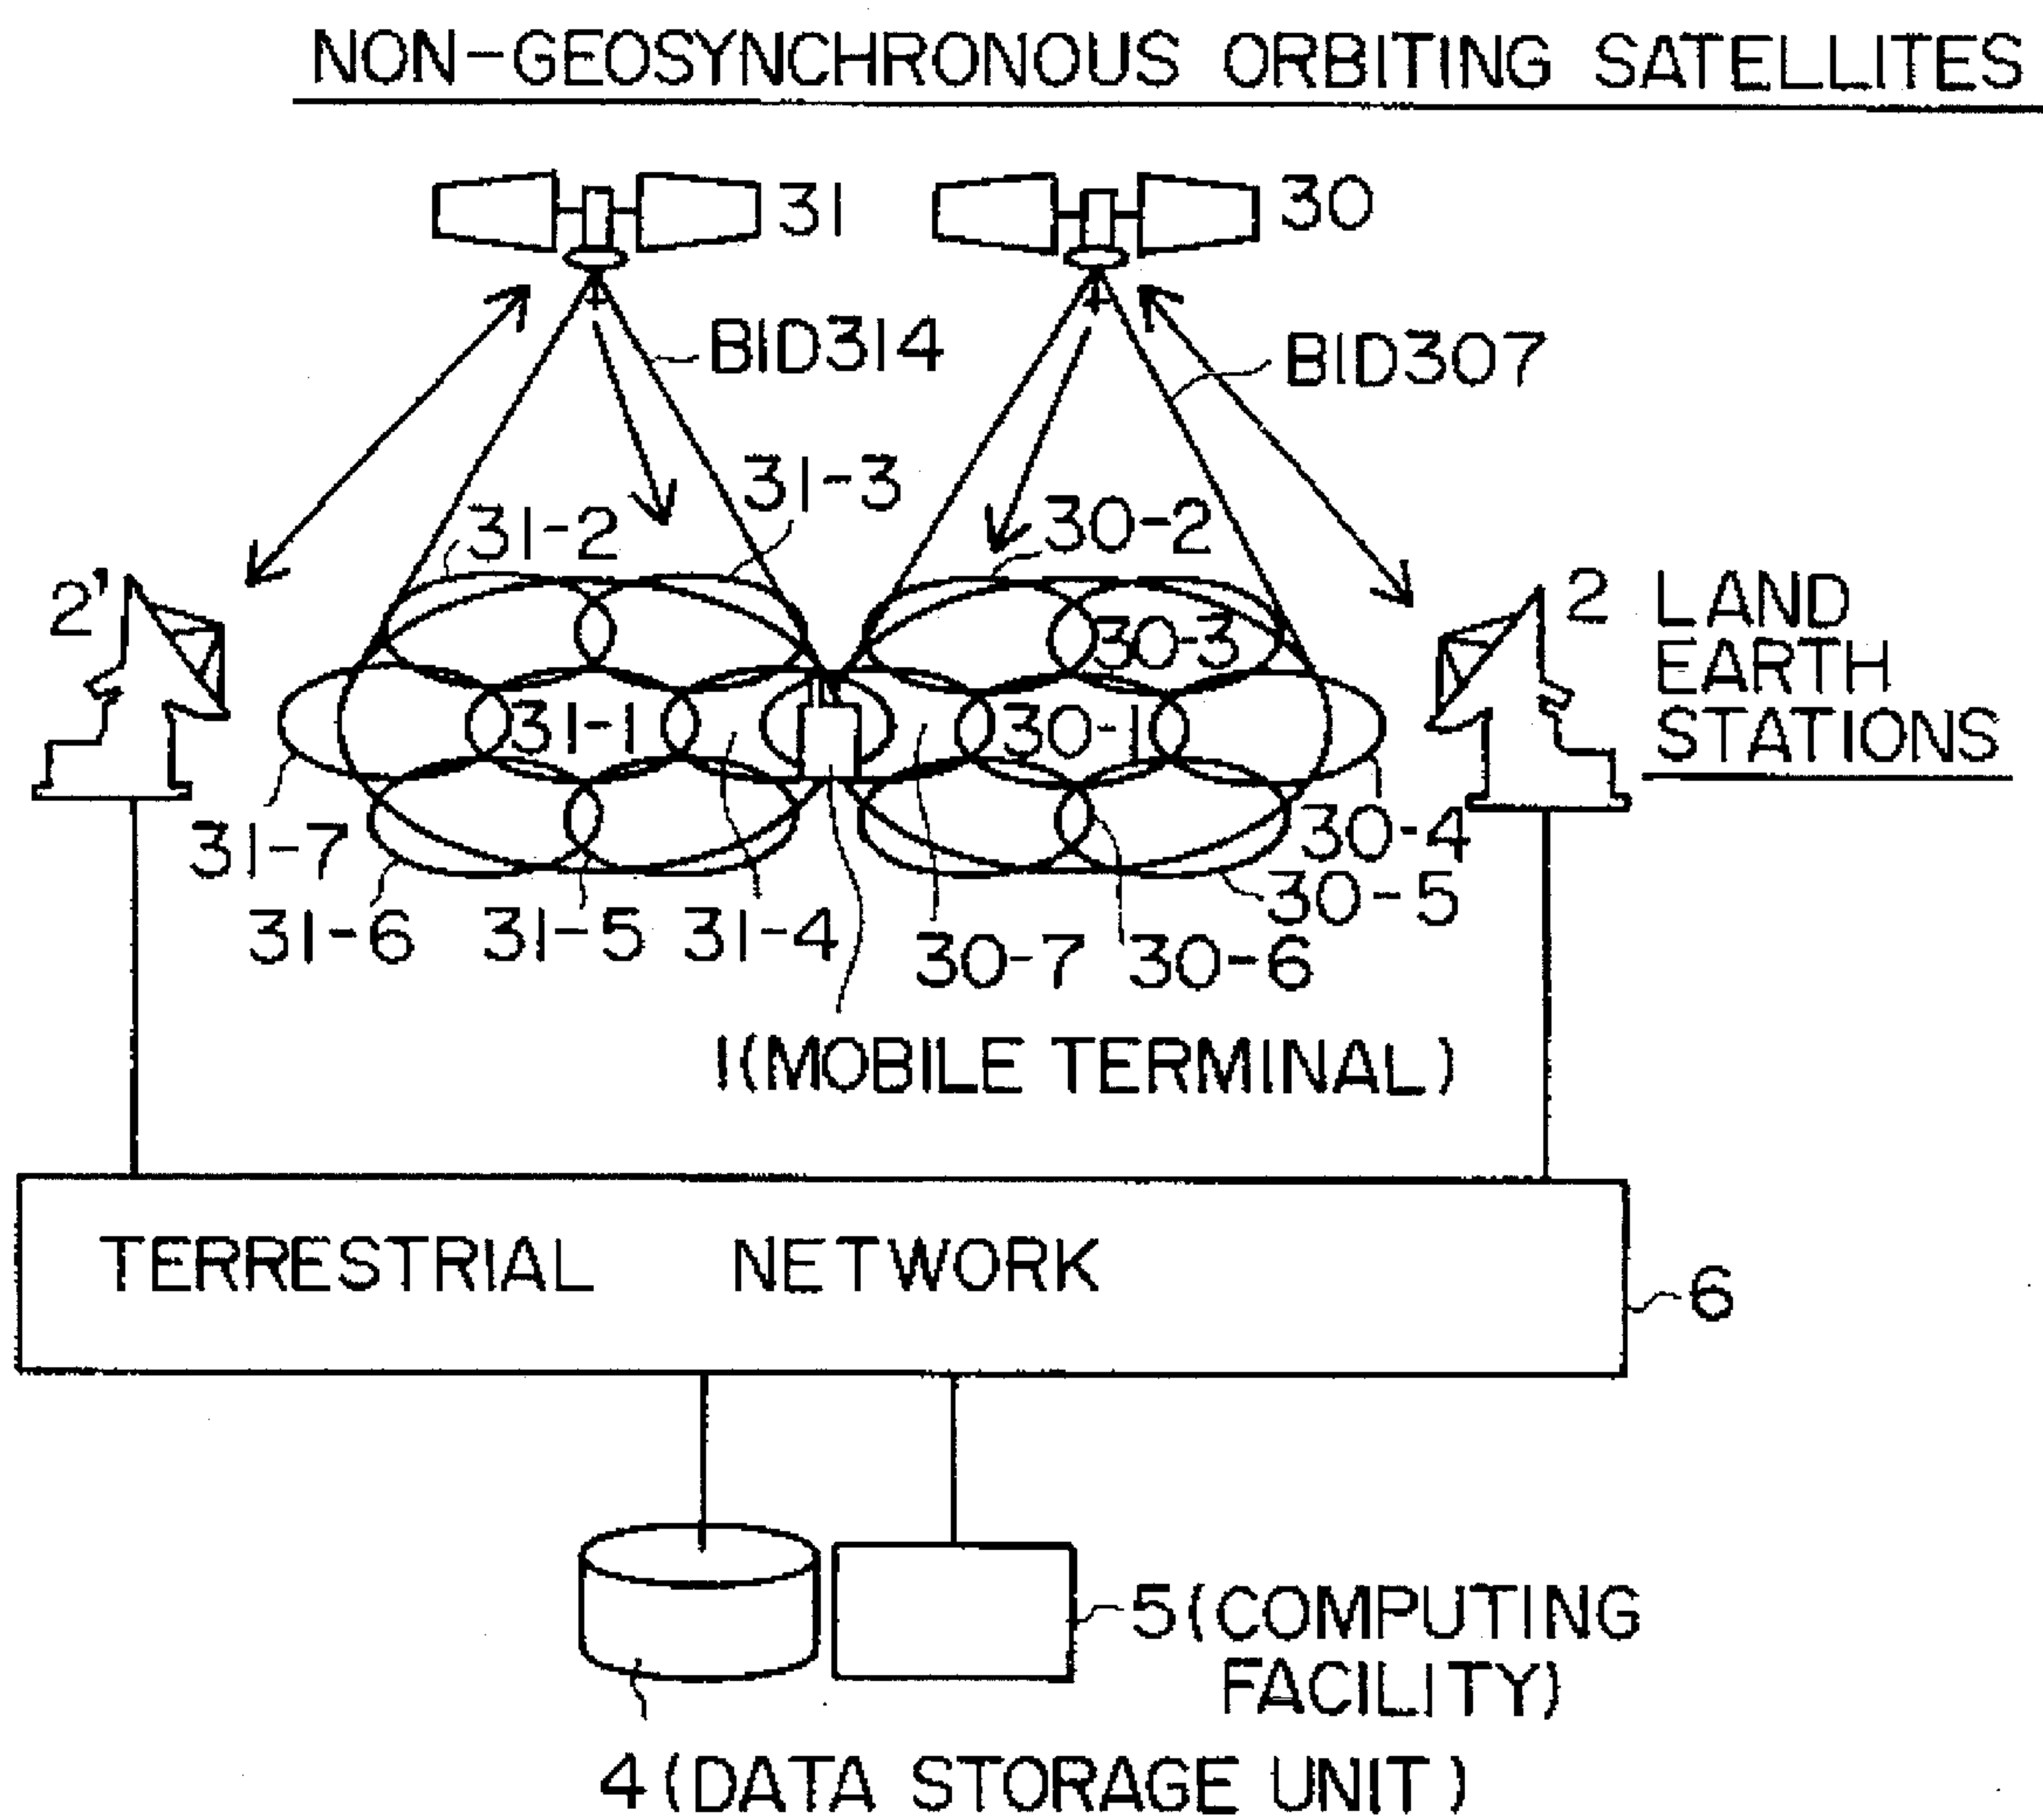 NON-GEOSYNCHRONOUS ORBITING SATELLITES
31
30
BID314
BID307
31-3
31-2
30-2
2'
2 LAND
EARTH
STATIONS
30-3
31-1
30-1
31-7
30-4
30-5
31-6
31-5
31-4
30-7
30-6
1(MOBILE TERMINAL)
TERRESTRIAL NETWORK
6
5(COMPUTING
FACILITY)
4(DATA STORAGE UNIT)